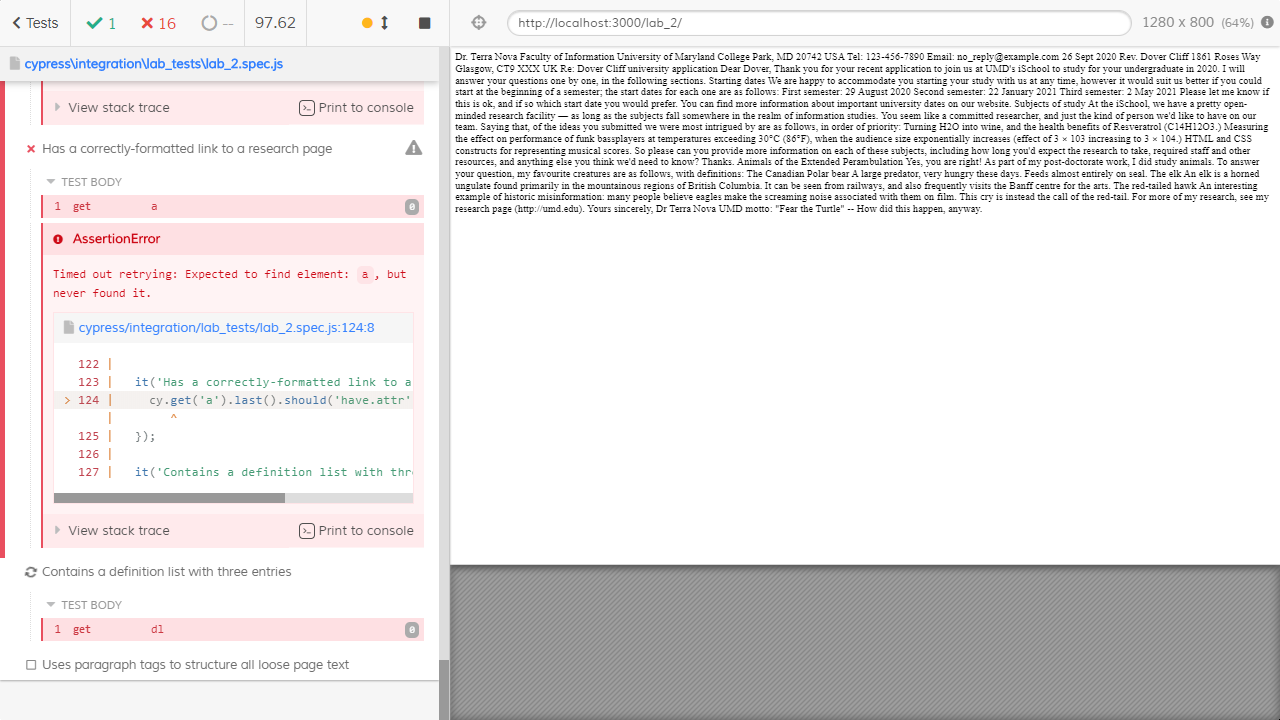 Tests
1
16
--
97.62
http://localhost:3000/lab_2/
1280 x 800 (64%)
cypress\integration\lab_tests\lab_2.spec.js
View stack trace
Print to console
Has a correctly-formatted link to a research page
TEST BODY
1 get a 0
AssertionError
Timed out retrying: Expected to find element: a, but
never found it.
cypress/integration/lab_tests/lab_2.spec.js:124:8
122 |
123 | it('Has a correctly-formatted link to a
> 124 | cy.get('a').last().should('have.attr'
| ^
125 | });
126 |
127 | it('Contains a definition list with thre
View stack trace
Print to console
Contains a definition list with three entries
TEST BODY
1 get dl 0
Uses paragraph tags to structure all loose page text
Dr. Terra Nova Faculty of Information University of Maryland College Park, MD 20742 USA Tel: 123-456-7890 Email: no_reply@example.com 26 Sept 2020 Rev. Dover Cliff 1861 Roses Way
Glasgow, CT9 XXX UK Re: Dover Cliff university application Dear Dover, Thank you for your recent application to join us at UMD's iSchool to study for your undergraduate in 2020. I will
answer your questions one by one, in the following sections. Starting dates We are happy to accommodate you starting your study with us at any time, however it would suit us better if you could
start at the beginning of a semester; the start dates for each one are as follows: First semester: 29 August 2020 Second semester: 22 January 2021 Third semester: 2 May 2021 Please let me know if
this is ok, and if so which start date you would prefer. You can find more information about important university dates on our website. Subjects of study At the iSchool, we have a pretty open-
minded research facility — as long as the subjects fall somewhere in the realm of information studies. You seem like a committed researcher, and just the kind of person we'd like to have on our
team. Saying that, of the ideas you submitted we were most intrigued by are as follows, in order of priority: Turning H2O into wine, and the health benefits of Resveratrol (C14H12O3.) Measuring
the effect on performance of funk bassplayers at temperatures exceeding 30°C (86°F), when the audience size exponentially increases (effect of 3 × 103 increasing to 3 × 104.) HTML and CSS
constructs for representing musical scores. So please can you provide more information on each of these subjects, including how long you'd expect the research to take, required staff and other
resources, and anything else you think we'd need to know? Thanks. Animals of the Extended Perambulation Yes, you are right! As part of my post-doctorate work, I did study animals. To answer
your question, my favourite creatures are as follows, with definitions: The Canadian Polar bear A large predator, very hungry these days. Feeds almost entirely on seal. The elk An elk is a horned
ungulate found primarily in the mountainous regions of British Columbia. It can be seen from railways, and also frequently visits the Banff centre for the arts. The red-tailed hawk An interesting
example of historic misinformation: many people believe eagles make the screaming noise associated with them on film. This cry is instead the call of the red-tail. For more of my research, see my
research page (http://umd.edu). Yours sincerely, Dr Terra Nova UMD motto: "Fear the Turtle" -- How did this happen, anyway.